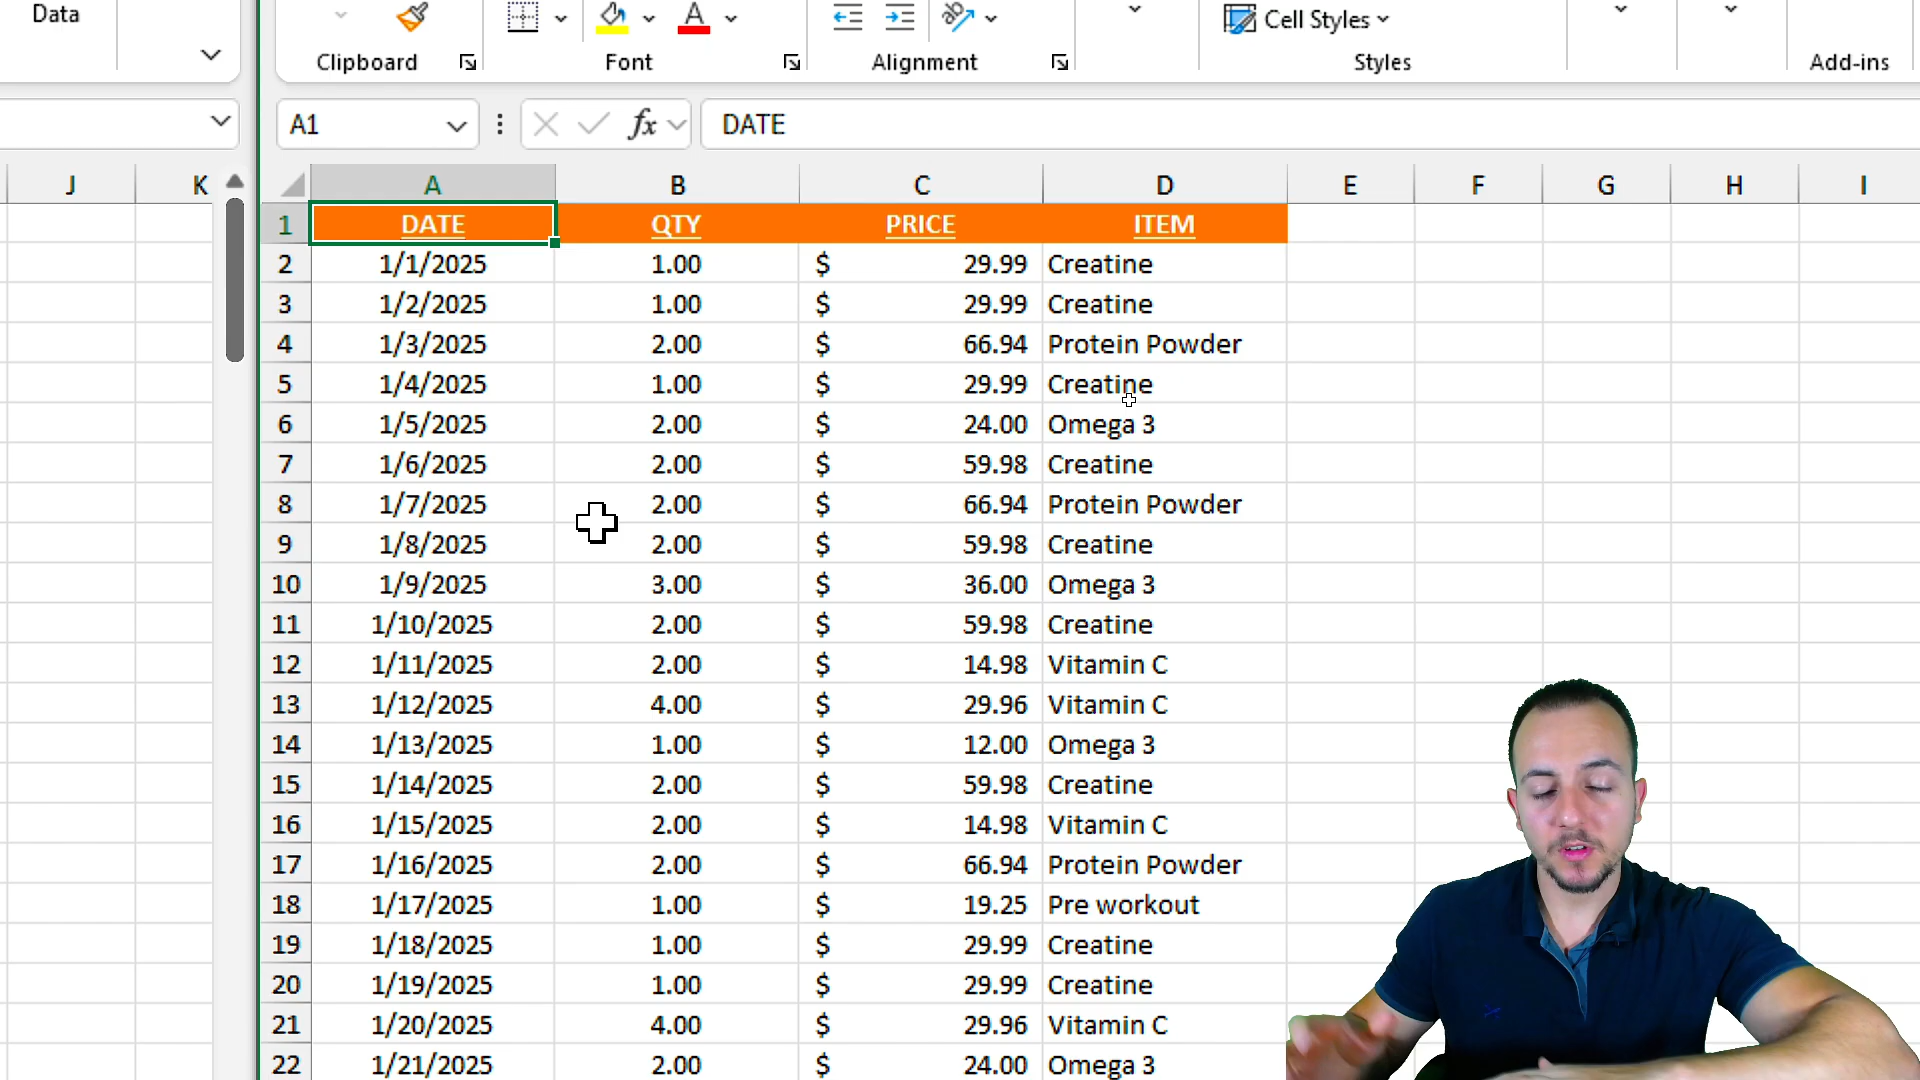 Data
Clipboard
Font
Alignment
Cell Styles
Styles
Add-ins
A1
fx
DATE
J K A B C D E F G H I
1 DATE QTY PRICE ITEM
2 1/1/2025 1.00 $ 29.99 Creatine
3 1/2/2025 1.00 $ 29.99 Creatine
4 1/3/2025 2.00 $ 66.94 Protein Powder
5 1/4/2025 1.00 $ 29.99 Creatine
6 1/5/2025 2.00 $ 24.00 Omega 3
7 1/6/2025 2.00 $ 59.98 Creatine
8 1/7/2025 2.00 $ 66.94 Protein Powder
9 1/8/2025 2.00 $ 59.98 Creatine
10 1/9/2025 3.00 $ 36.00 Omega 3
11 1/10/2025 2.00 $ 59.98 Creatine
12 1/11/2025 2.00 $ 14.98 Vitamin C
13 1/12/2025 4.00 $ 29.96 Vitamin C
14 1/13/2025 1.00 $ 12.00 Omega 3
15 1/14/2025 2.00 $ 59.98 Creatine
16 1/15/2025 2.00 $ 14.98 Vitamin C
17 1/16/2025 2.00 $ 66.94 Protein Powder
18 1/17/2025 1.00 $ 19.25 Pre workout
19 1/18/2025 1.00 $ 29.99 Creatine
20 1/19/2025 1.00 $ 29.99 Creatine
21 1/20/2025 4.00 $ 29.96 Vitamin C
22 1/21/2025 2.00 $ 24.00 Omega 3